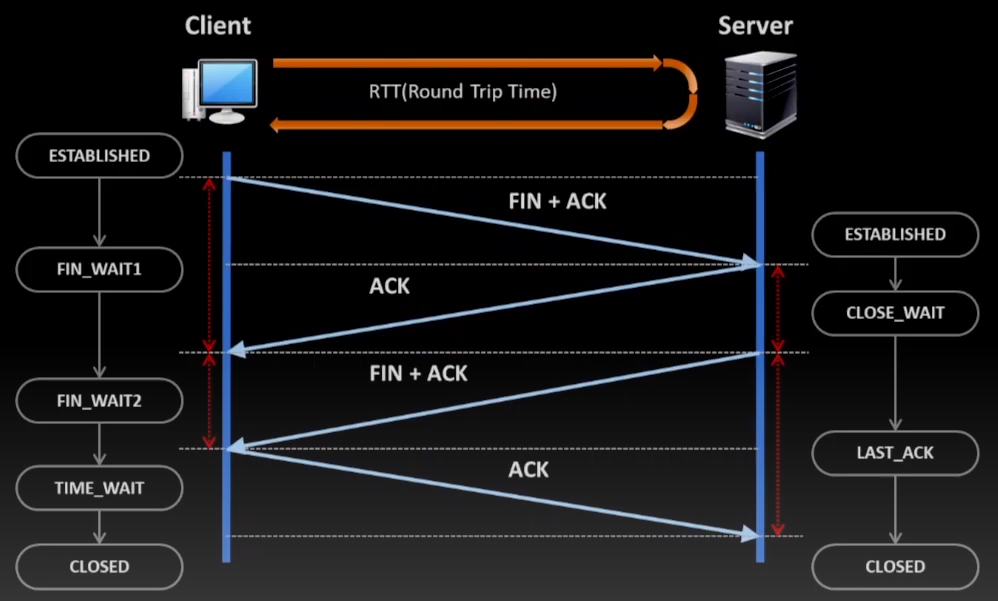 Client
Server
RTT(Round Trip Time)
ESTABLISHED
FIN + ACK
ESTABLISHED
FIN_WAIT1
ACK
CLOSE_WAIT
FIN + ACK
FIN_WAIT2
LAST_ACK
ACK
TIME_WAIT
CLOSED
CLOSED